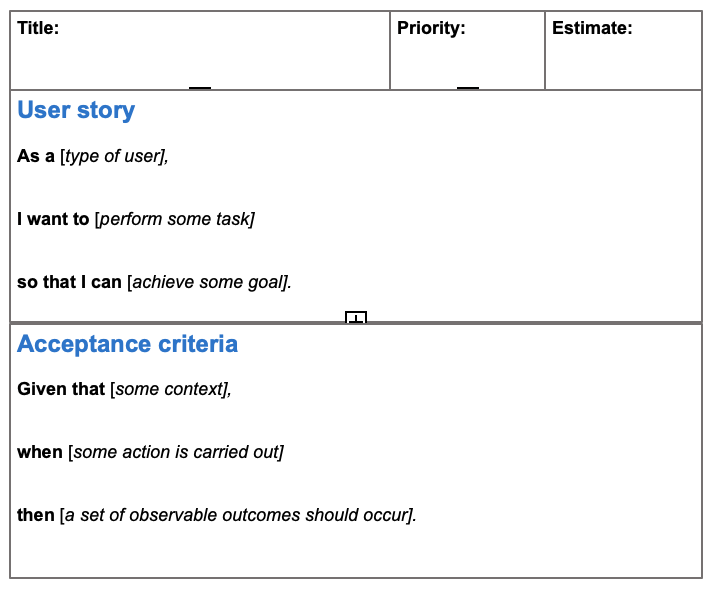 Title:
Priority:
Estimate:
User story
As a [type of user],
I want to [perform some task]
so that I can [achieve some goal].
Acceptance criteria
Given that [some context],
when [some action is carried out]
then [a set of observable outcomes should occur].